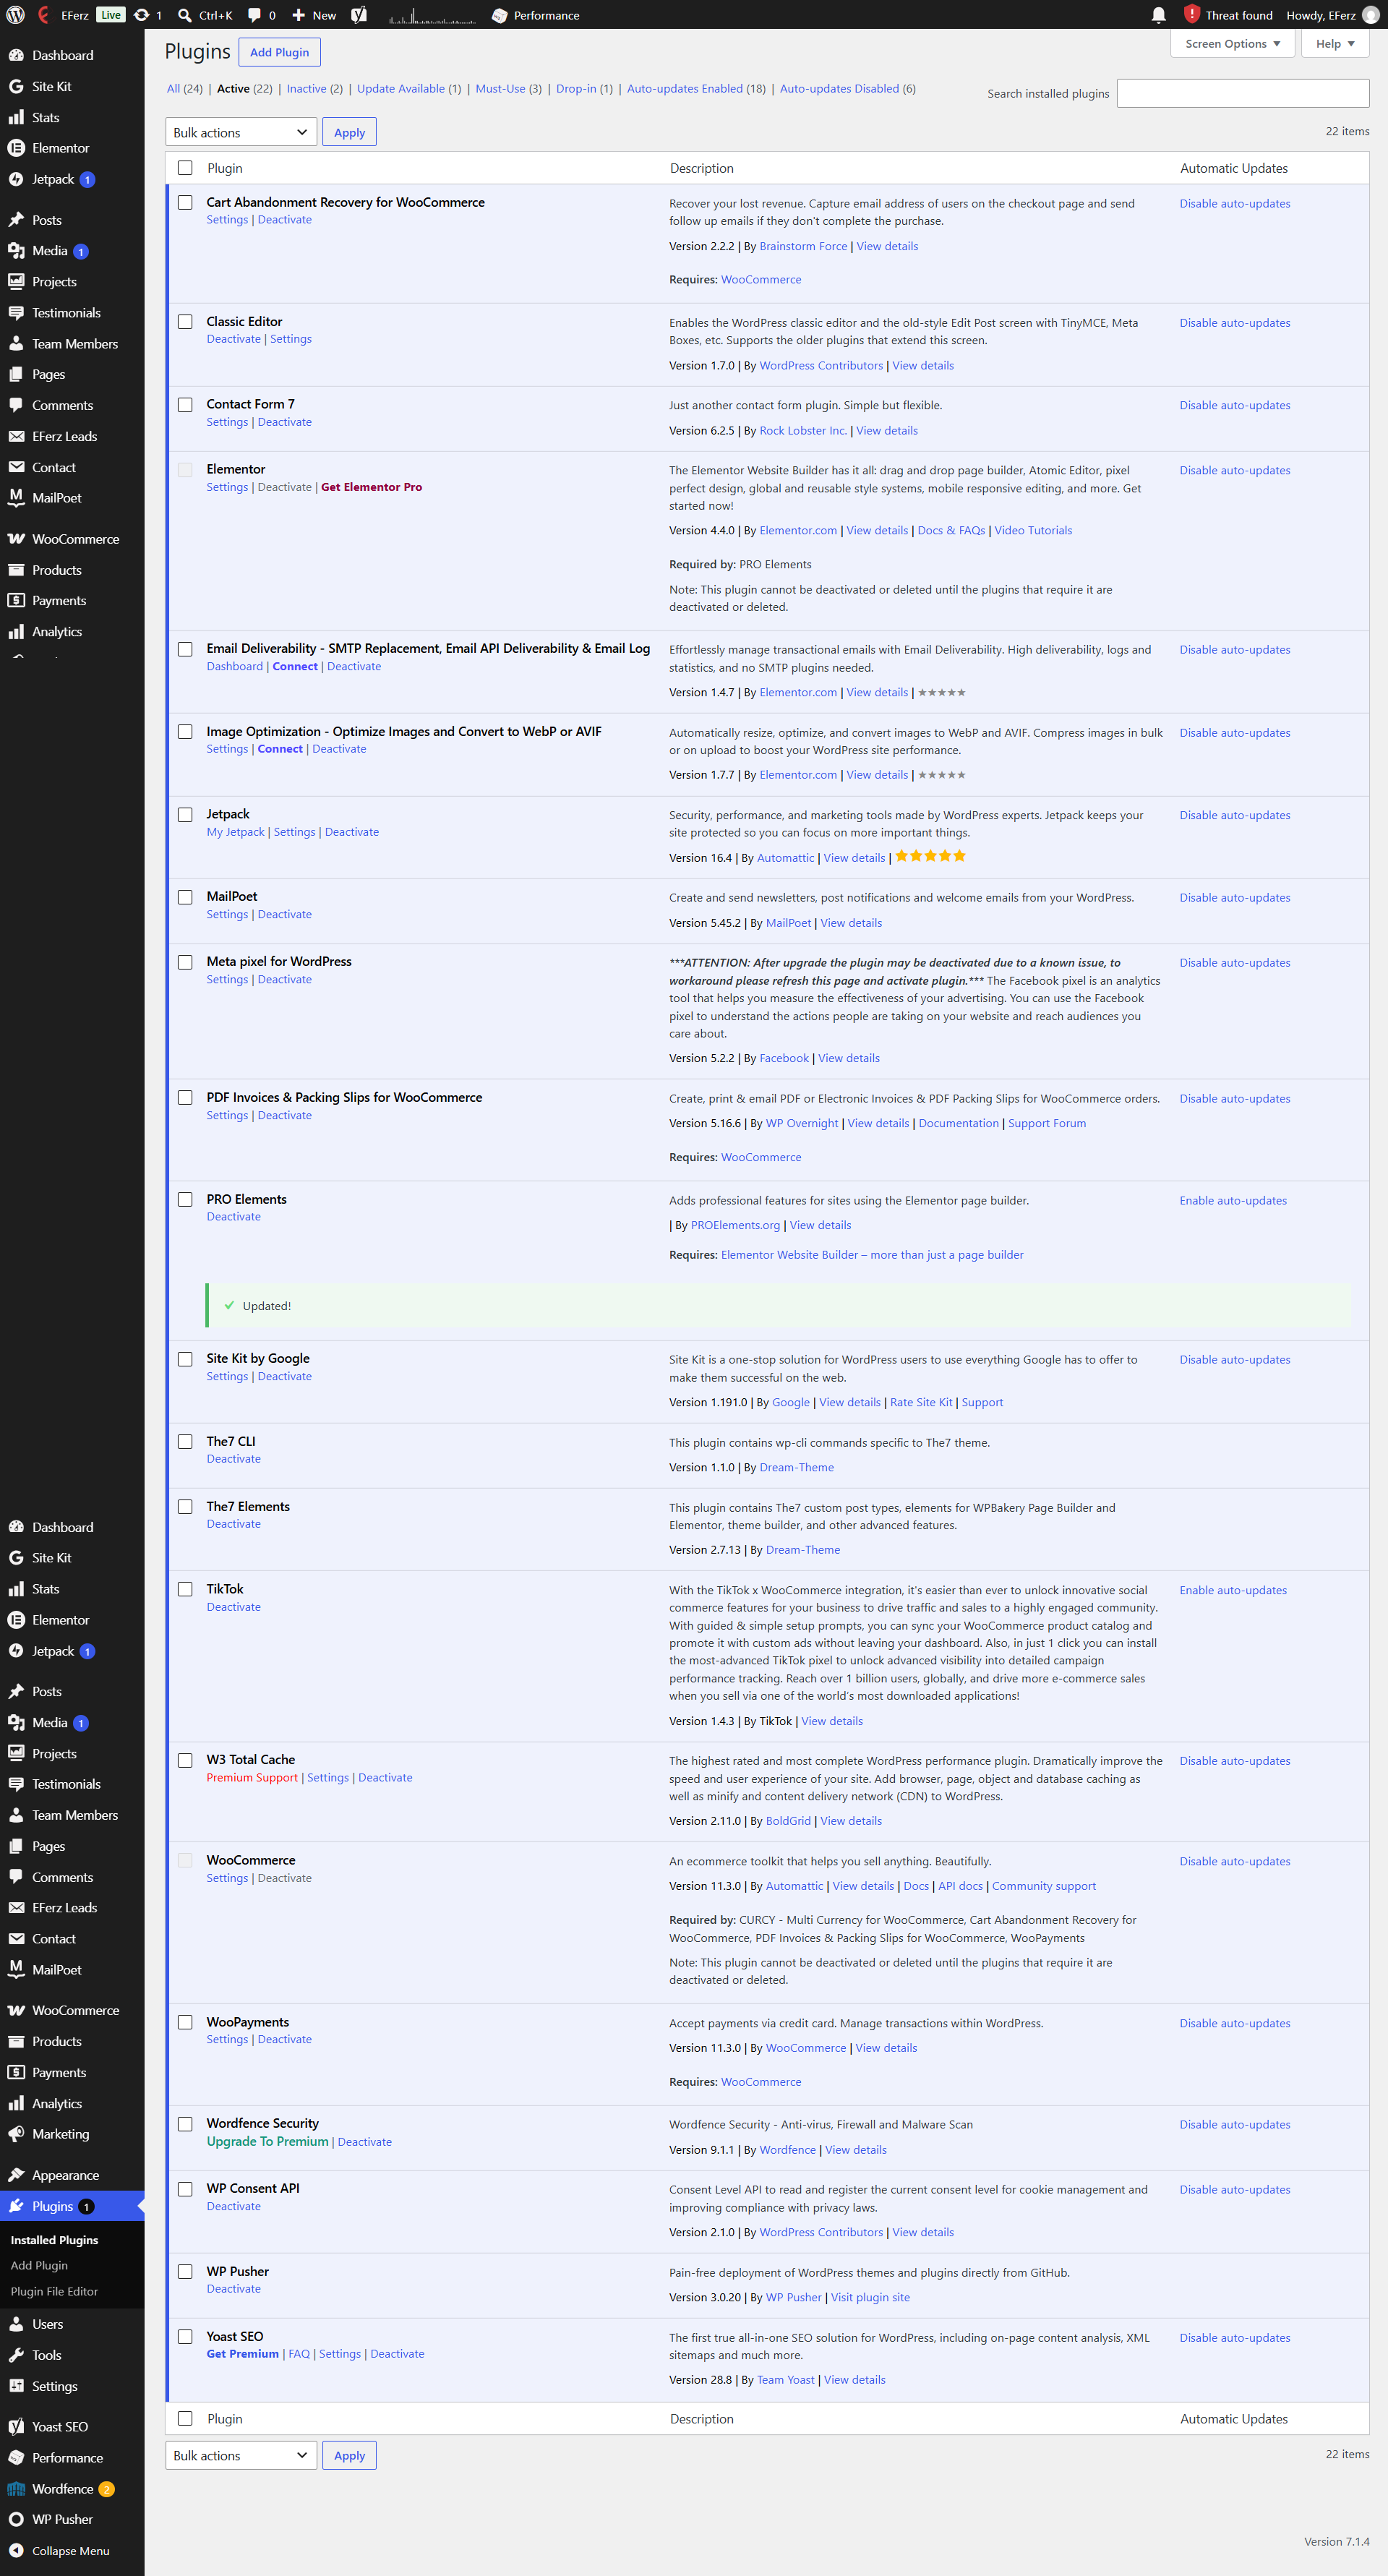 EFerz Live 1 Ctrl+K 0 New Performance Threat found Howdy, EFerz
Dashboard
Site Kit
Stats
Elementor
Jetpack 1
Posts
Media 1
Projects
Testimonials
Team Members
Pages
Comments
EFerz Leads
Contact
MailPoet
WooCommerce
Products
Payments
Analytics
Screen Options Help
Plugins Add Plugin
All (24) | Active (22) | Inactive (2) | Update Available (1) | Must-Use (3) | Drop-in (1) | Auto-updates Enabled (18) | Auto-updates Disabled (6)
Search installed plugins
Bulk actions Apply
22 items
Plugin Description Automatic Updates
Cart Abandonment Recovery for WooCommerce
Settings | Deactivate
Recover your lost revenue. Capture email address of users on the checkout page and send
follow up emails if they don't complete the purchase.
Version 2.2.2 | By Brainstorm Force | View details
Requires: WooCommerce
Disable auto-updates
Classic Editor
Deactivate | Settings
Enables the WordPress classic editor and the old-style Edit Post screen with TinyMCE, Meta
Boxes, etc. Supports the older plugins that extend this screen.
Version 1.7.0 | By WordPress Contributors | View details
Disable auto-updates
Contact Form 7
Settings | Deactivate
Just another contact form plugin. Simple but flexible.
Version 6.2.5 | By Rock Lobster Inc. | View details
Disable auto-updates
Elementor
Settings | Deactivate | Get Elementor Pro
The Elementor Website Builder has it all: drag and drop page builder, Atomic Editor, pixel
perfect design, global and reusable style systems, mobile responsive editing, and more. Get
started now!
Version 4.4.0 | By Elementor.com | View details | Docs & FAQs | Video Tutorials
Required by: PRO Elements
Note: This plugin cannot be deactivated or deleted until the plugins that require it are
deactivated or deleted.
Disable auto-updates
Email Deliverability - SMTP Replacement, Email API Deliverability & Email Log
Dashboard | Connect | Deactivate
Effortlessly manage transactional emails with Email Deliverability. High deliverability, logs and
statistics, and no SMTP plugins needed.
Version 1.4.7 | By Elementor.com | View details | ★★★★★
Disable auto-updates
Image Optimization - Optimize Images and Convert to WebP or AVIF
Settings | Connect | Deactivate
Automatically resize, optimize, and convert images to WebP and AVIF. Compress images in bulk
or on upload to boost your WordPress site performance.
Version 1.7.7 | By Elementor.com | View details | ★★★★★
Disable auto-updates
Jetpack
My Jetpack | Settings | Deactivate
Security, performance, and marketing tools made by WordPress experts. Jetpack keeps your
site protected so you can focus on more important things.
Version 16.4 | By Automattic | View details |
Disable auto-updates
MailPoet
Settings | Deactivate
Create and send newsletters, post notifications and welcome emails from your WordPress.
Version 5.45.2 | By MailPoet | View details
Disable auto-updates
Meta pixel for WordPress
Settings | Deactivate
***ATTENTION: After upgrade the plugin may be deactivated due to a known issue, to
workaround please refresh this page and activate plugin.*** The Facebook pixel is an analytics
tool that helps you measure the effectiveness of your advertising. You can use the Facebook
pixel to understand the actions people are taking on your website and reach audiences you
care about.
Version 5.2.2 | By Facebook | View details
Disable auto-updates
PDF Invoices & Packing Slips for WooCommerce
Settings | Deactivate
Create, print & email PDF or Electronic Invoices & PDF Packing Slips for WooCommerce orders.
Version 5.16.6 | By WP Overnight | View details | Documentation | Support Forum
Requires: WooCommerce
Disable auto-updates
PRO Elements
Deactivate
Adds professional features for sites using the Elementor page builder.
| By PROElements.org | View details
Requires: Elementor Website Builder – more than just a page builder
Enable auto-updates
Updated!
Site Kit by Google
Settings | Deactivate
Site Kit is a one-stop solution for WordPress users to use everything Google has to offer to
make them successful on the web.
Version 1.191.0 | By Google | View details | Rate Site Kit | Support
Disable auto-updates
The7 CLI
Deactivate
This plugin contains wp-cli commands specific to The7 theme.
Version 1.1.0 | By Dream-Theme
The7 Elements
Deactivate
This plugin contains The7 custom post types, elements for WPBakery Page Builder and
Elementor, theme builder, and other advanced features.
Version 2.7.13 | By Dream-Theme
TikTok
Deactivate
With the TikTok x WooCommerce integration, it's easier than ever to unlock innovative social
commerce features for your business to drive traffic and sales to a highly engaged community.
With guided & simple setup prompts, you can sync your WooCommerce product catalog and
promote it with custom ads without leaving your dashboard. Also, in just 1 click you can install
the most-advanced TikTok pixel to unlock advanced visibility into detailed campaign
performance tracking. Reach over 1 billion users, globally, and drive more e-commerce sales
when you sell via one of the world's most downloaded applications!
Version 1.4.3 | By TikTok | View details
Enable auto-updates
W3 Total Cache
Premium Support | Settings | Deactivate
The highest rated and most complete WordPress performance plugin. Dramatically improve the
speed and user experience of your site. Add browser, page, object and database caching as
well as minify and content delivery network (CDN) to WordPress.
Version 2.11.0 | By BoldGrid | View details
Disable auto-updates
WooCommerce
Settings | Deactivate
An ecommerce toolkit that helps you sell anything. Beautifully.
Version 11.3.0 | By Automattic | View details | Docs | API docs | Community support
Required by: CURCY - Multi Currency for WooCommerce, Cart Abandonment Recovery for
WooCommerce, PDF Invoices & Packing Slips for WooCommerce, WooPayments
Note: This plugin cannot be deactivated or deleted until the plugins that require it are
deactivated or deleted.
Disable auto-updates
WooPayments
Settings | Deactivate
Accept payments via credit card. Manage transactions within WordPress.
Version 11.3.0 | By WooCommerce | View details
Requires: WooCommerce
Disable auto-updates
Wordfence Security
Upgrade To Premium | Deactivate
Wordfence Security - Anti-virus, Firewall and Malware Scan
Version 9.1.1 | By Wordfence | View details
Disable auto-updates
WP Consent API
Deactivate
Consent Level API to read and register the current consent level for cookie management and
improving compliance with privacy laws.
Version 2.1.0 | By WordPress Contributors | View details
Disable auto-updates
WP Pusher
Deactivate
Pain-free deployment of WordPress themes and plugins directly from GitHub.
Version 3.0.20 | By WP Pusher | Visit plugin site
Yoast SEO
Get Premium | FAQ | Settings | Deactivate
The first true all-in-one SEO solution for WordPress, including on-page content analysis, XML
sitemaps and much more.
Version 28.8 | By Team Yoast | View details
Disable auto-updates
Plugin Description Automatic Updates
Bulk actions Apply
22 items
Dashboard
Site Kit
Stats
Elementor
Jetpack 1
Posts
Media 1
Projects
Testimonials
Team Members
Pages
Comments
EFerz Leads
Contact
MailPoet
WooCommerce
Products
Payments
Analytics
Marketing
Appearance
Plugins 1
Installed Plugins
Add Plugin
Plugin File Editor
Users
Tools
Settings
Yoast SEO
Performance
Wordfence 2
WP Pusher
Collapse Menu
Version 7.1.4